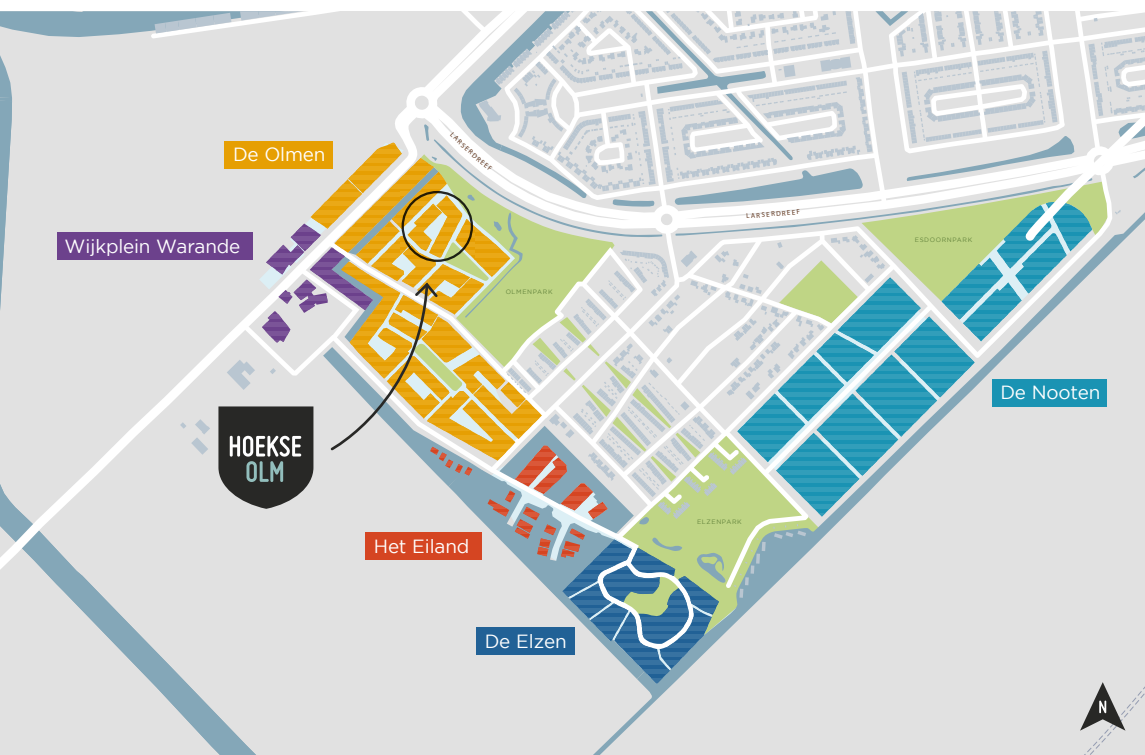 LARSERDREEF
De Olmen
LARSERDREEF
Wijkplein Warande
ESDOORNPARK
OLMENPARK
De Nooten
HOEKSE
OLM
ELZENPARK
Het Eiland
De Elzen
N